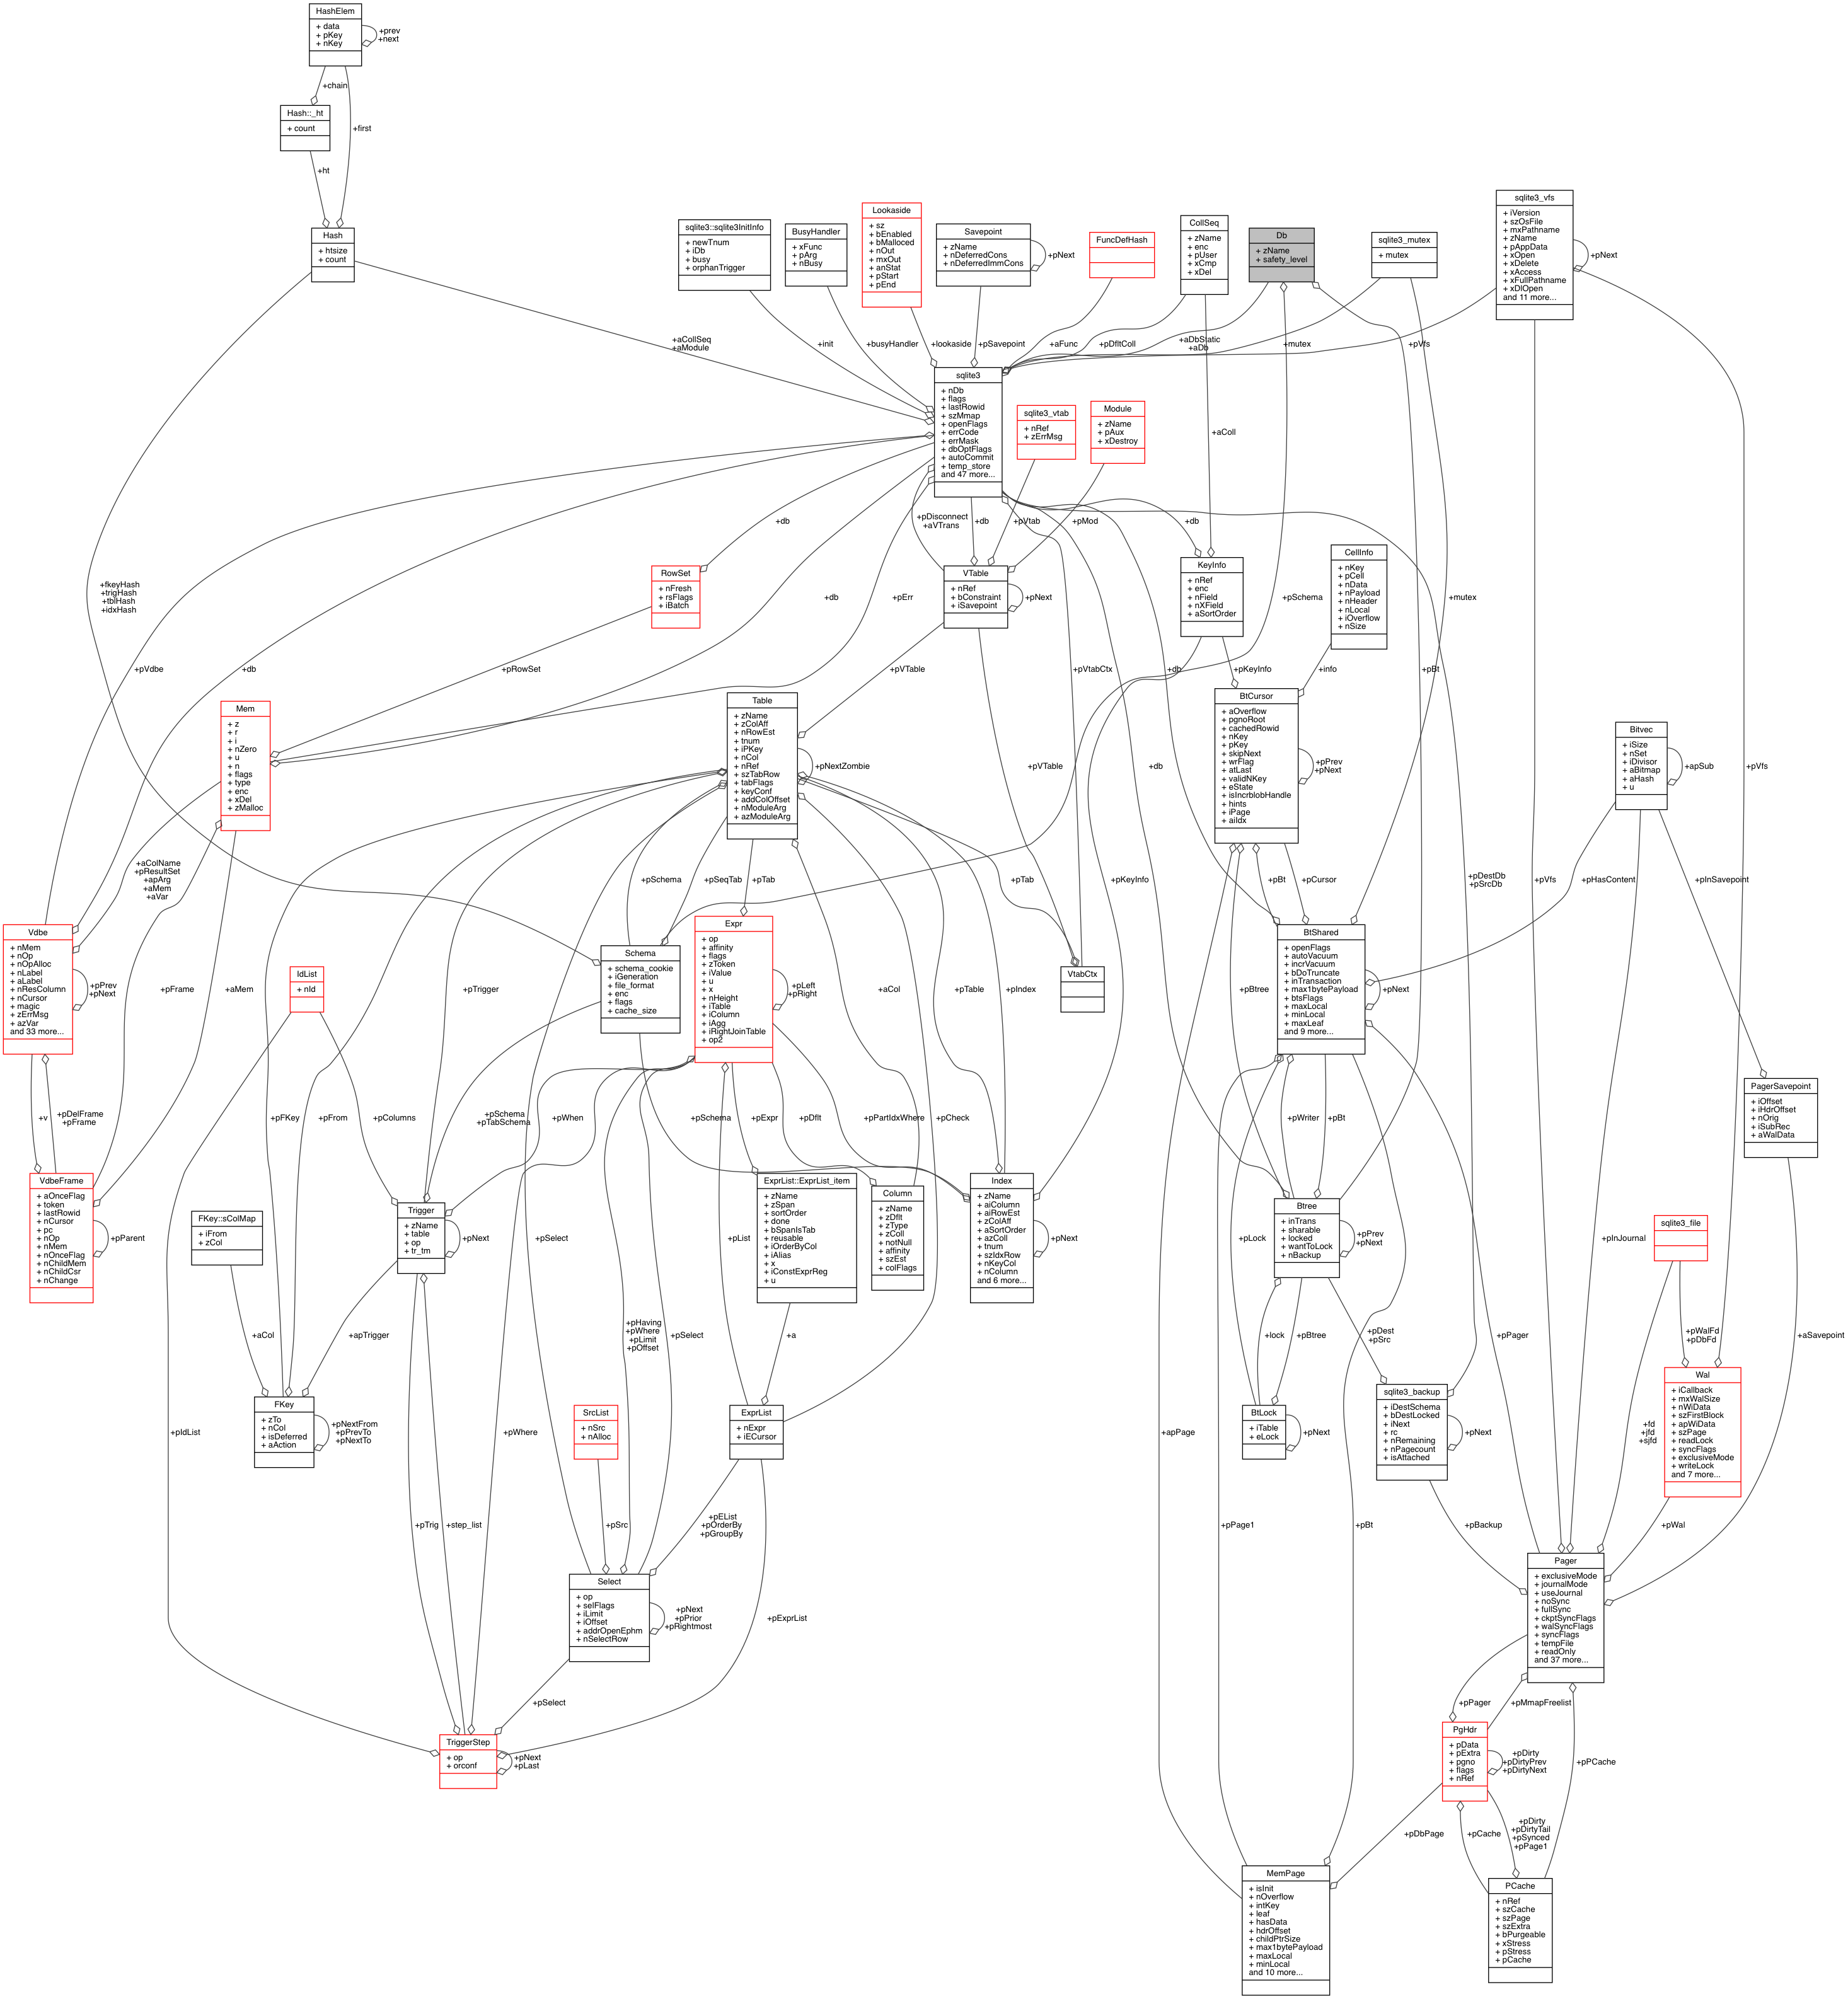 HashElem
+ data
+ pKey
+ nKey
+prev
+next
+chain
Hash::_ht
+ count
+first
+ht
Hash
+ htsize
+ count
sqlite3::sqlite3InitInfo
+ newTnum
+ iDb
+ busy
+ orphanTrigger
BusyHandler
+ xFunc
+ pArg
+ nBusy
Lookaside
+ sz
+ bEnabled
+ bMalloced
+ nOut
+ mxOut
+ anStat
+ pStart
+ pEnd
Savepoint
+ zName
+ nDeferredCons
+ nDeferredImmCons
+pNext
FuncDefHash
CollSeq
+ zName
+ enc
+ pUser
+ xCmp
+ xDel
Db
+ zName
+ safety_level
sqlite3_mutex
+ mutex
sqlite3_vfs
+ iVersion
+ szOsFile
+ mxPathname
+ zName
+ pAppData
+ xOpen
+ xDelete
+ xAccess
+ xFullPathname
+ xDlOpen
and 11 more...
+pNext
+aCollSeq
+aModule
+init
+busyHandler
+lookaside
+pSavepoint
+aFunc
+pDfltColl
+aDbStatic
+aDb
+mutex
+pVfs
sqlite3
+ nDb
+ flags
+ lastRowid
+ szMmap
+ openFlags
+ errCode
+ errMask
+ dbOptFlags
+ autoCommit
+ temp_store
and 47 more...
sqlite3_vtab
+ nRef
+ zErrMsg
Module
+ zName
+ pAux
+ xDestroy
+aColl
+db
+pDisconnect
+aVTrans
+db
+pVtab
+pMod
+db
+fkeyHash
+trigHash
+tblHash
+idxHash
RowSet
+ nFresh
+ rsFlags
+ iBatch
+db
+pErr
VTable
+ nRef
+ bConstraint
+ iSavepoint
+pNext
KeyInfo
+ nRef
+ enc
+ nField
+ nXField
+ aSortOrder
+pSchema
CellInfo
+ nKey
+ pCell
+ nData
+ nPayload
+ nHeader
+ nLocal
+ iOverflow
+ nSize
+mutex
+pVdbe
+db
+pRowSet
+pVTable
+pVtabCtx
+db
+pKeyInfo
+info
+pBt
Mem
+ z
+ r
+ i
+ nZero
+ u
+ n
+ flags
+ type
+ enc
+ xDel
+ zMalloc
Table
+ zName
+ zColAff
+ nRowEst
+ tnum
+ iPKey
+ nCol
+ nRef
+ szTabRow
+ tabFlags
+ keyConf
+ addColOffset
+ nModuleArg
+ azModuleArg
+pNextZombie
+pVTable
+db
BtCursor
+ aOverflow
+ pgnoRoot
+ cachedRowid
+ nKey
+ pKey
+ skipNext
+ wrFlag
+ atLast
+ validNKey
+ eState
+ isIncrblobHandle
+ hints
+ iPage
+ aiIdx
+pPrev
+pNext
Bitvec
+ iSize
+ nSet
+ iDivisor
+ aBitmap
+ aHash
+ u
+apSub
+pVfs
+pVfs
+aColName
+pResultSet
+apArg
+aMem
+aVar
+pSchema
+pSeqTab
+pTab
+pTab
+pKeyInfo
+pBt
+pCursor
+pDestDb
+pSrcDb
+pHasContent
+pInSavepoint
Vdbe
+ nMem
+ nOp
+ nOpAlloc
+ nLabel
+ aLabel
+ nResColumn
+ nCursor
+ magic
+ zErrMsg
+ azVar
and 33 more...
+pPrev
+pNext
+pFrame
+aMem
IdList
+ nId
+pTrigger
Schema
+ schema_cookie
+ iGeneration
+ file_format
+ enc
+ flags
+ cache_size
Expr
+ op
+ affinity
+ flags
+ zToken
+ iValue
+ u
+ x
+ nHeight
+ iTable
+ iColumn
+ iAgg
+ iRightJoinTable
+ op2
+pLeft
+pRight
+aCol
+pTable
+pIndex
VtabCtx
+pBtree
BtShared
+ openFlags
+ autoVacuum
+ incrVacuum
+ bDoTruncate
+ inTransaction
+ max1bytePayload
+ btsFlags
+ maxLocal
+ minLocal
+ maxLeaf
and 9 more...
+pNext
PagerSavepoint
+ iOffset
+ iHdrOffset
+ nOrig
+ iSubRec
+ aWalData
+v
+pDelFrame
+pFrame
+pFKey
+pFrom
+pColumns
+pSchema
+pTabSchema
+pWhen
+pSchema
+pExpr
+pDflt
+pPartIdxWhere
+pCheck
+pWriter
+pBt
VdbeFrame
+ aOnceFlag
+ token
+ lastRowid
+ nCursor
+ pc
+ nOp
+ nMem
+ nOnceFlag
+ nChildMem
+ nChildCsr
+ nChange
+pParent
FKey::sColMap
+ iFrom
+ zCol
Trigger
+ zName
+ table
+ op
+ tr_tm
+pNext
+pSelect
+pList
ExprList::ExprList_item
+ zName
+ zSpan
+ sortOrder
+ done
+ bSpanIsTab
+ reusable
+ iOrderByCol
+ iAlias
+ x
+ iConstExprReg
+ u
Column
+ zName
+ zDflt
+ zType
+ zColl
+ notNull
+ affinity
+ szEst
+ colFlags
Index
+ zName
+ aiColumn
+ aiRowEst
+ zColAff
+ aSortOrder
+ azColl
+ tnum
+ szIdxRow
+ nKeyCol
+ nColumn
and 6 more...
+pNext
+pLock
Btree
+ inTrans
+ sharable
+ locked
+ wantToLock
+ nBackup
+pPrev
+pNext
+pInJournal
sqlite3_file
+aCol
+apTrigger
+pHaving
+pWhere
+pLimit
+pOffset
+pSelect
+a
+lock
+pBtree
+pDest
+pSrc
+pPager
+pWalFd
+pDbFd
+aSavepoint
FKey
+ zTo
+ nCol
+ isDeferred
+ aAction
+pNextFrom
+pPrevTo
+pNextTo
+pIdList
+pWhere
SrcList
+ nSrc
+ nAlloc
ExprList
+ nExpr
+ iECursor
+apPage
BtLock
+ iTable
+ eLock
+pNext
sqlite3_backup
+ iDestSchema
+ bDestLocked
+ iNext
+ rc
+ nRemaining
+ nPagecount
+ isAttached
+pNext
+fd
+jfd
+sjfd
Wal
+ iCallback
+ mxWalSize
+ nWiData
+ szFirstBlock
+ apWiData
+ szPage
+ readLock
+ syncFlags
+ exclusiveMode
+ writeLock
and 7 more...
+pTrig
+step_list
+pSrc
+pEList
+pOrderBy
+pGroupBy
+pPage1
+pBt
+pBackup
+pWal
Select
+ op
+ selFlags
+ iLimit
+ iOffset
+ addrOpenEphm
+ nSelectRow
+pNext
+pPrior
+pRightmost
+pExprList
Pager
+ exclusiveMode
+ journalMode
+ useJournal
+ noSync
+ fullSync
+ ckptSyncFlags
+ walSyncFlags
+ syncFlags
+ tempFile
+ readOnly
and 37 more...
+pSelect
+pPager
+pMmapFreelist
TriggerStep
+ op
+ orconf
+pNext
+pLast
PgHdr
+ pData
+ pExtra
+ pgno
+ flags
+ nRef
+pDirty
+pDirtyPrev
+pDirtyNext
+pPCache
+pDbPage
+pCache
+pDirty
+pDirtyTail
+pSynced
+pPage1
MemPage
+ isInit
+ nOverflow
+ intKey
+ leaf
+ hasData
+ hdrOffset
+ childPtrSize
+ max1bytePayload
+ maxLocal
+ minLocal
and 10 more...
PCache
+ nRef
+ szCache
+ szPage
+ szExtra
+ bPurgeable
+ xStress
+ pStress
+ pCache